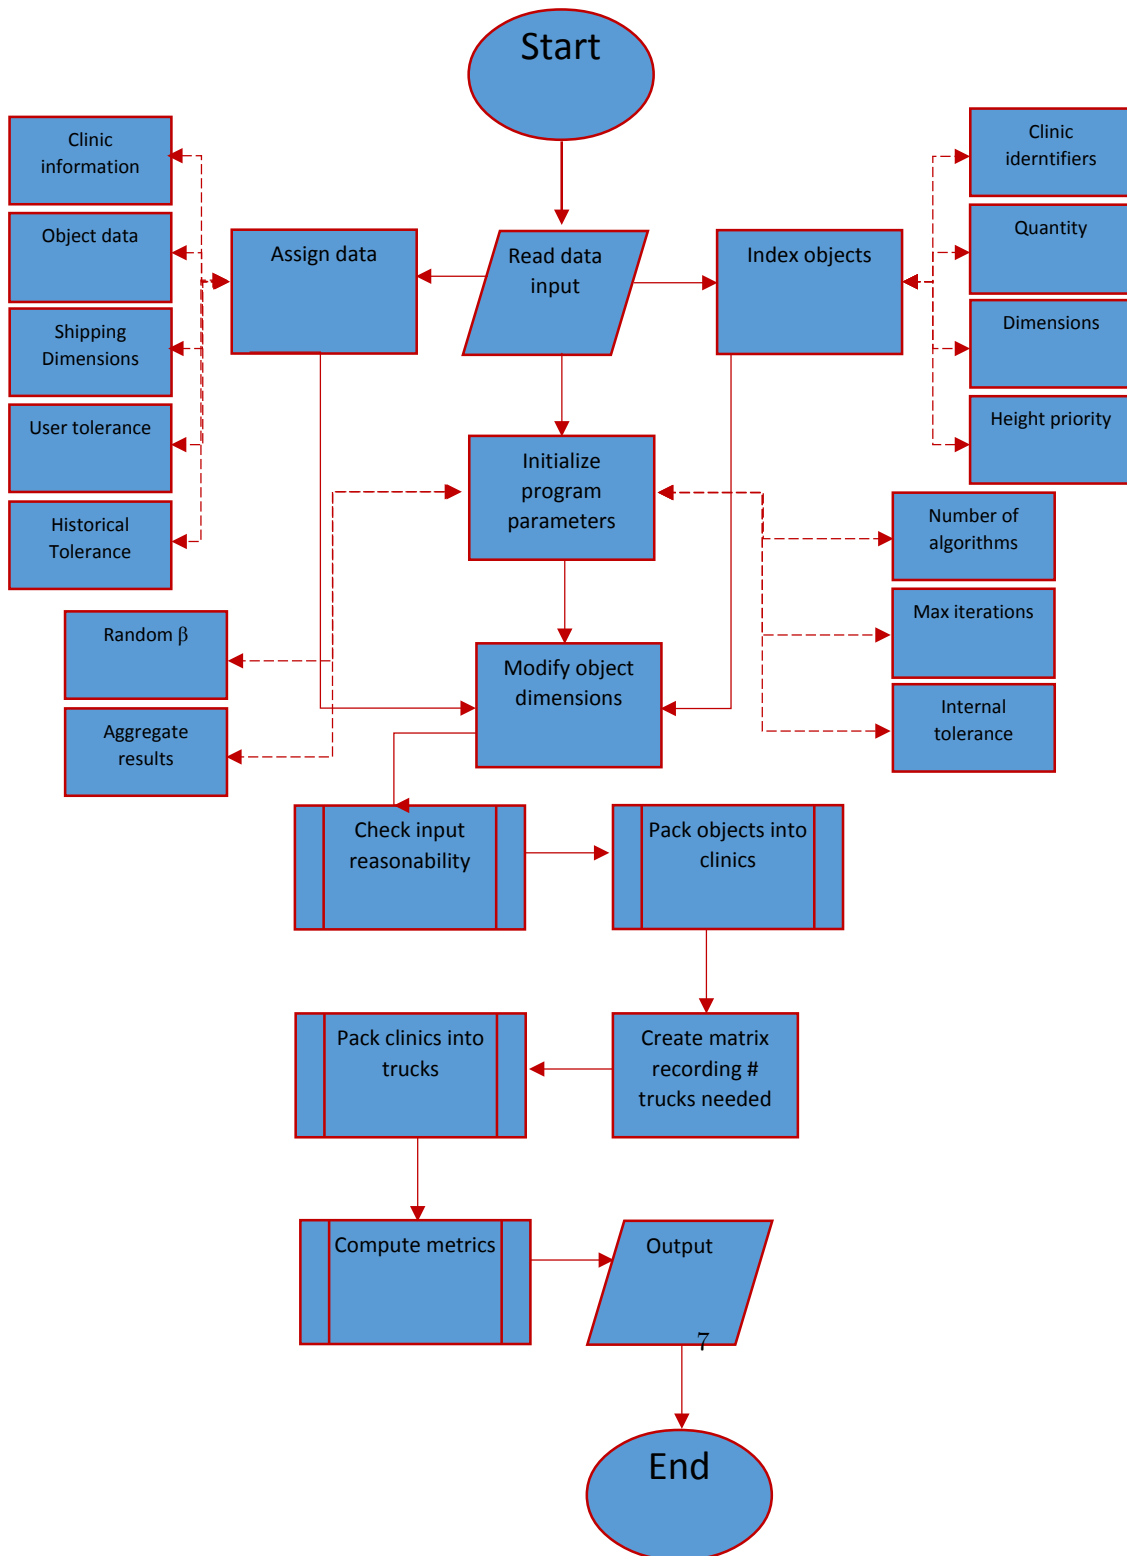 Start
Clinic
information
Object data
Shipping
Dimensions
User tolerance
Historical
Tolerance
Assign data
Read data
input
Index objects
Clinic
iderntifiers
Quantity
Dimensions
Height priority
Initialize
program
parameters
Number of
algorithms
Max iterations
Internal
tolerance
Random β
Aggregate
results
Modify object
dimensions
Check input
reasonability
Pack objects into
clinics
Pack clinics into
trucks
Create matrix
recording #
trucks needed
Compute metrics
Output
7
End